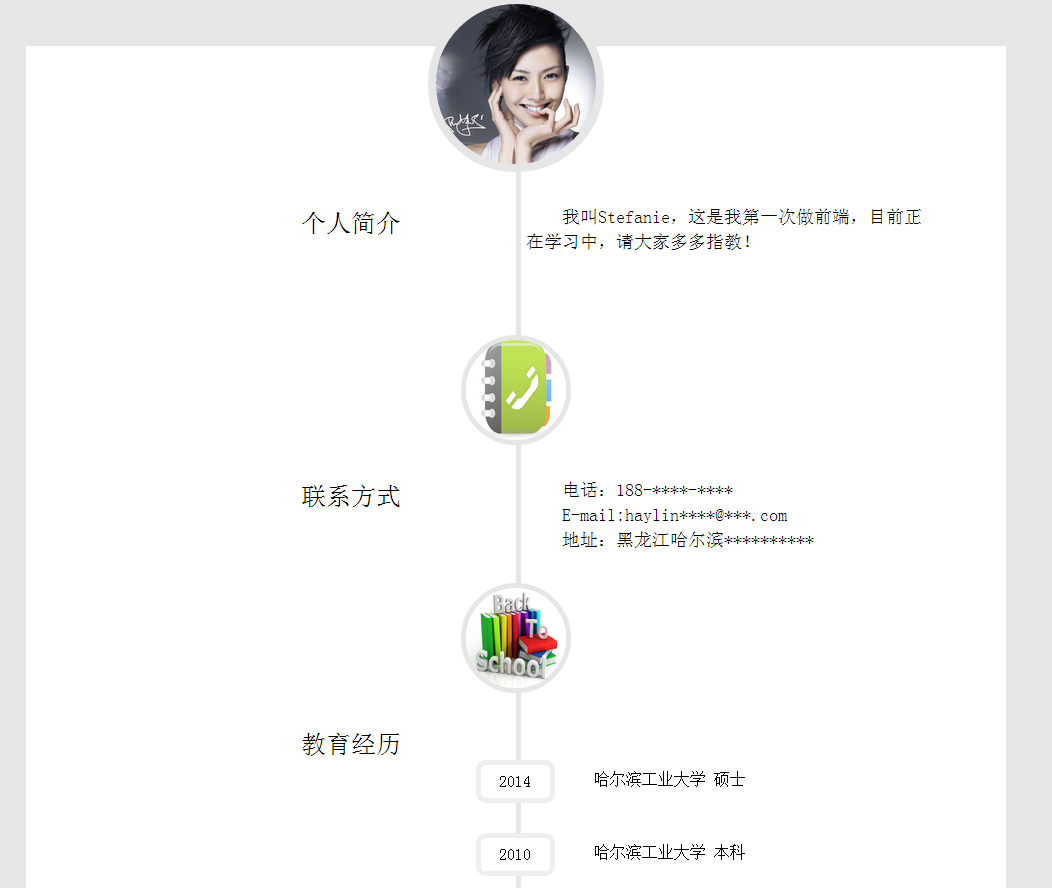 个人简介
我叫Stefanie，这是我第一次做前端，目前正
在学习中，请大家多多指教！
联系方式
电话：188-****-****
E-mail:haylin****@***.com
地址：黑龙江哈尔滨**********
Back
To
School
教育经历
2014 哈尔滨工业大学 硕士
2010 哈尔滨工业大学 本科